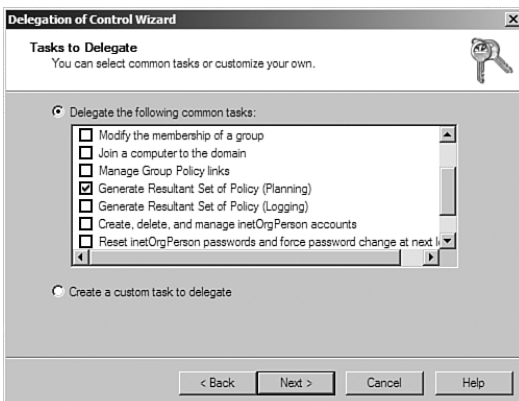 Delegation of Control Wizard
Tasks to Delegate
You can select common tasks or customize your own.
Delegate the following common tasks:
Modify the membership of a group
Join a computer to the domain
Manage Group Policy links
Generate Resultant Set of Policy (Planning)
Generate Resultant Set of Policy (Logging)
Create, delete, and manage inetOrgPerson accounts
Reset inetOrgPerson passwords and force password change at next
Create a custom task to delegate
< Back Next > Cancel Help